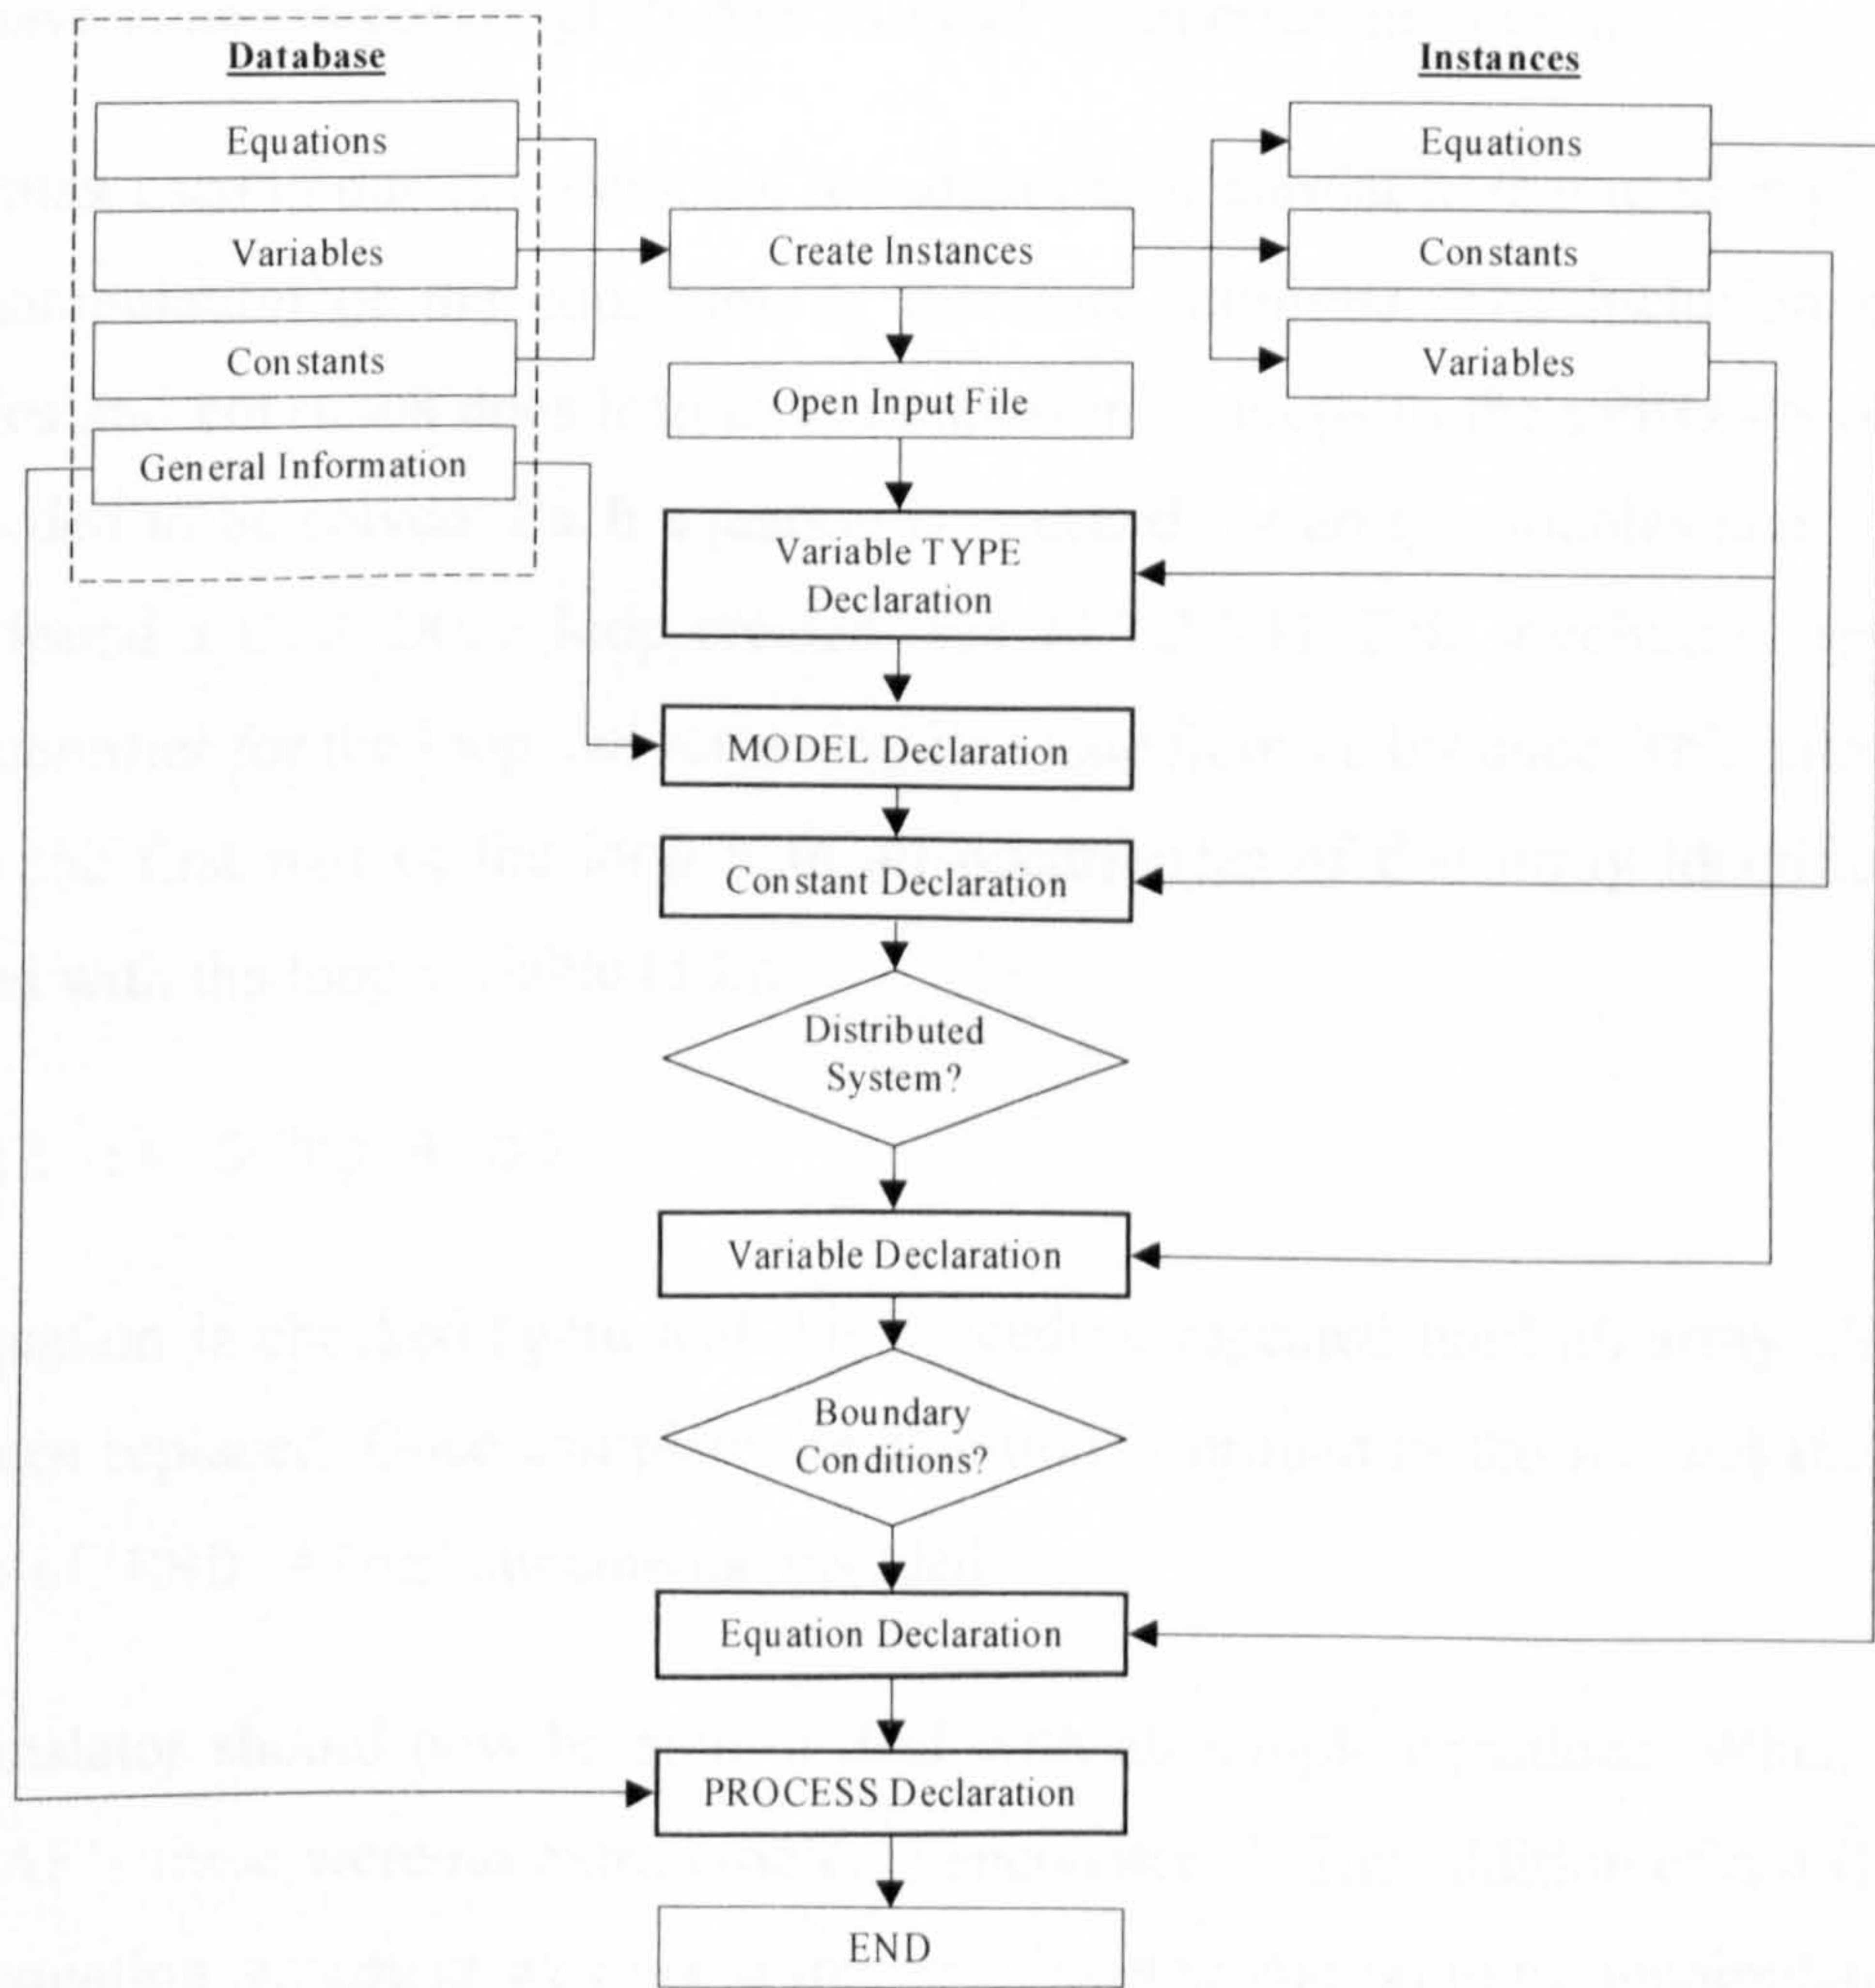 Database
Equations
Variables
Constants
General Information
Instances
Equations
Constants
Variables
Create Instances
Open Input File
Variable TYPE
Declaration
MODEL Declaration
Constant Declaration
Distributed
System?
Variable Declaration
Boundary
Conditions?
Equation Declaration
PROCESS Declaration
END